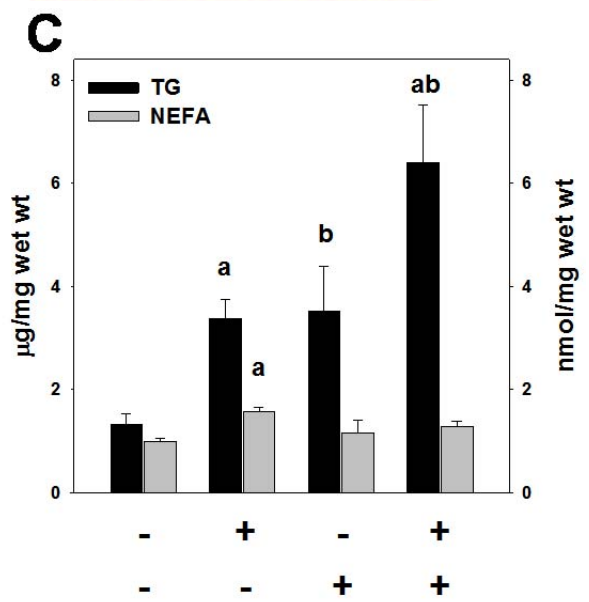 C
8
TG
NEFA
ab
8
6
6
μg/mg wet wt
nmol/mg wet wt
b
a
4
4
a
2
2
0
0
- + - +
- - + +